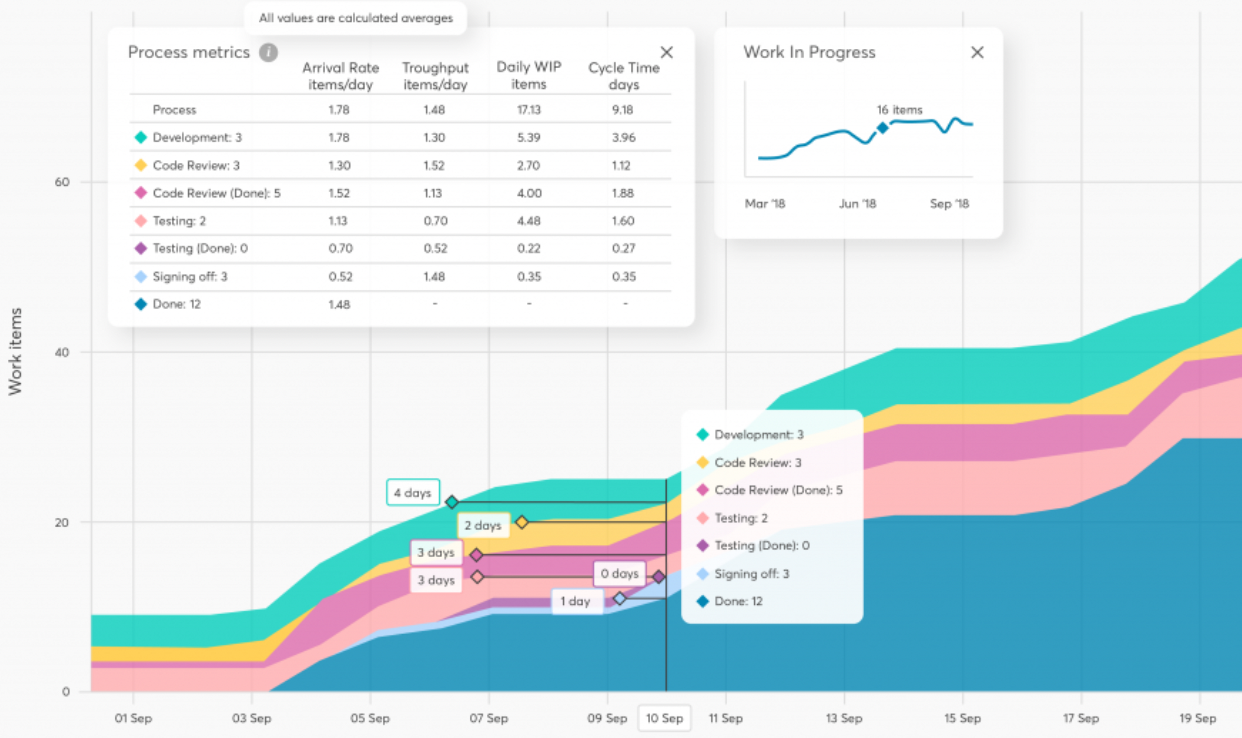 All values are calculated averages
Process metrics i
Arrival Rate items/day Troughput items/day Daily WIP items Cycle Time days
Process 1.78 1.48 17.13 9.18
Development: 3 1.78 1.30 5.39 3.96
Code Review: 3 1.30 1.52 2.70 1.12
Code Review (Done): 5 1.52 1.13 4.00 1.88
Testing: 2 1.13 0.70 4.48 1.60
Testing (Done): 0 0.70 0.52 0.22 0.27
Signing off: 3 0.52 1.48 0.35 0.35
Done: 12 1.48 - - -
Work In Progress
16 items
Mar '18 Jun '18 Sep '18
Work items
60
40
20
0
4 days
2 days
3 days
3 days
0 days
1 day
Development: 3
Code Review: 3
Code Review (Done): 5
Testing: 2
Testing (Done): 0
Signing off: 3
Done: 12
01 Sep 03 Sep 05 Sep 07 Sep 09 Sep 10 Sep 11 Sep 13 Sep 15 Sep 17 Sep 19 Sep